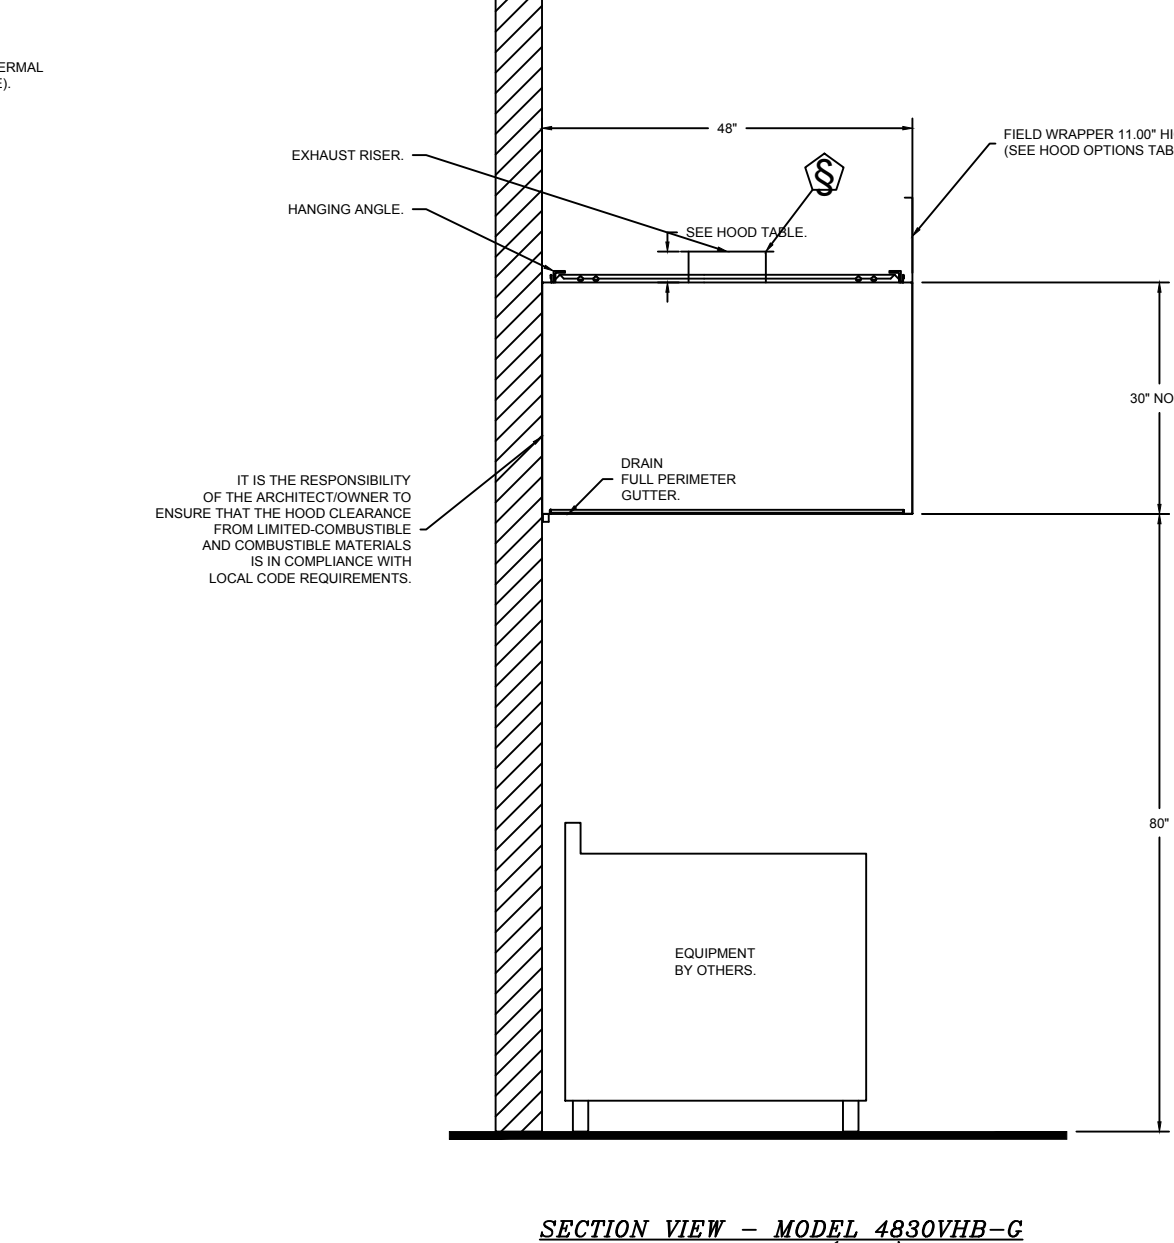 ERMAL
E).
48"
FIELD WRAPPER 11.00" HI
(SEE HOOD OPTIONS TAB
EXHAUST RISER.
§
HANGING ANGLE.
SEE HOOD TABLE.
30" NO
DRAIN
FULL PERIMETER
GUTTER.
IT IS THE RESPONSIBILITY
OF THE ARCHITECT/OWNER TO
ENSURE THAT THE HOOD CLEARANCE
FROM LIMITED-COMBUSTIBLE
AND COMBUSTIBLE MATERIALS
IS IN COMPLIANCE WITH
LOCAL CODE REQUIREMENTS.
80"
EQUIPMENT
BY OTHERS.
SECTION VIEW - MODEL 4830VHB-G